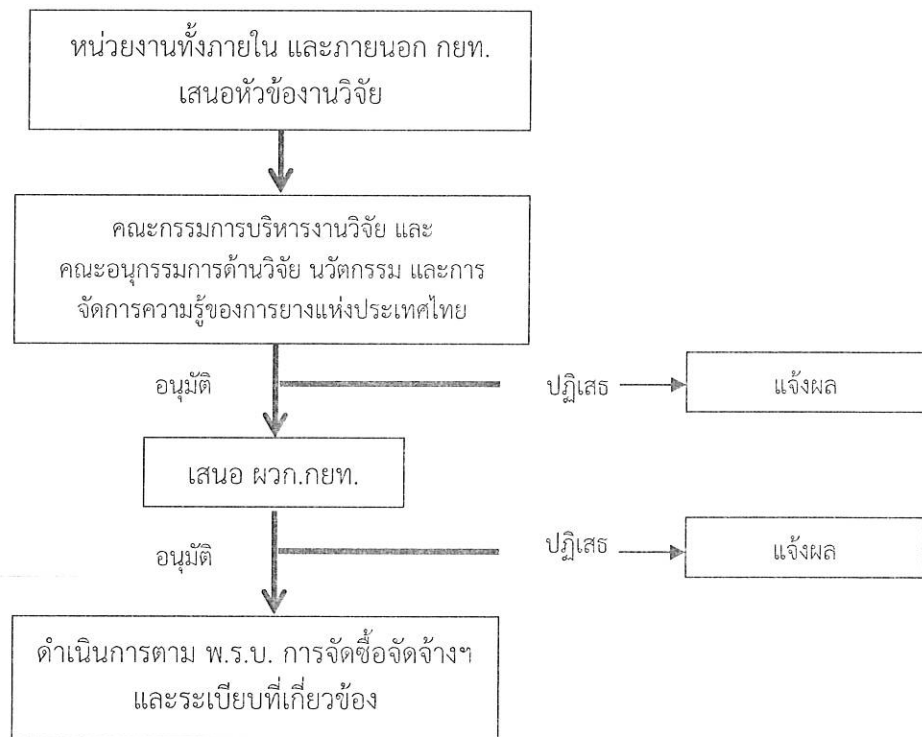 หน่วยงานทั้งภายใน และภายนอก กยท.
เสนอหัวข้องานวิจัย
คณะกรรมการบริหารงานวิจัย และ
คณะอนุกรรมการด้านวิจัย นวัตกรรม และการ
จัดการความรู้ของการยางแห่งประเทศไทย
อนุมัติ
ปฏิเสธ
แจ้งผล
เสนอ ผวก.กยท.
อนุมัติ
ปฏิเสธ
แจ้งผล
ดำเนินการตาม พ.ร.บ. การจัดซื้อจัดจ้างฯ
และระเบียบที่เกี่ยวข้อง